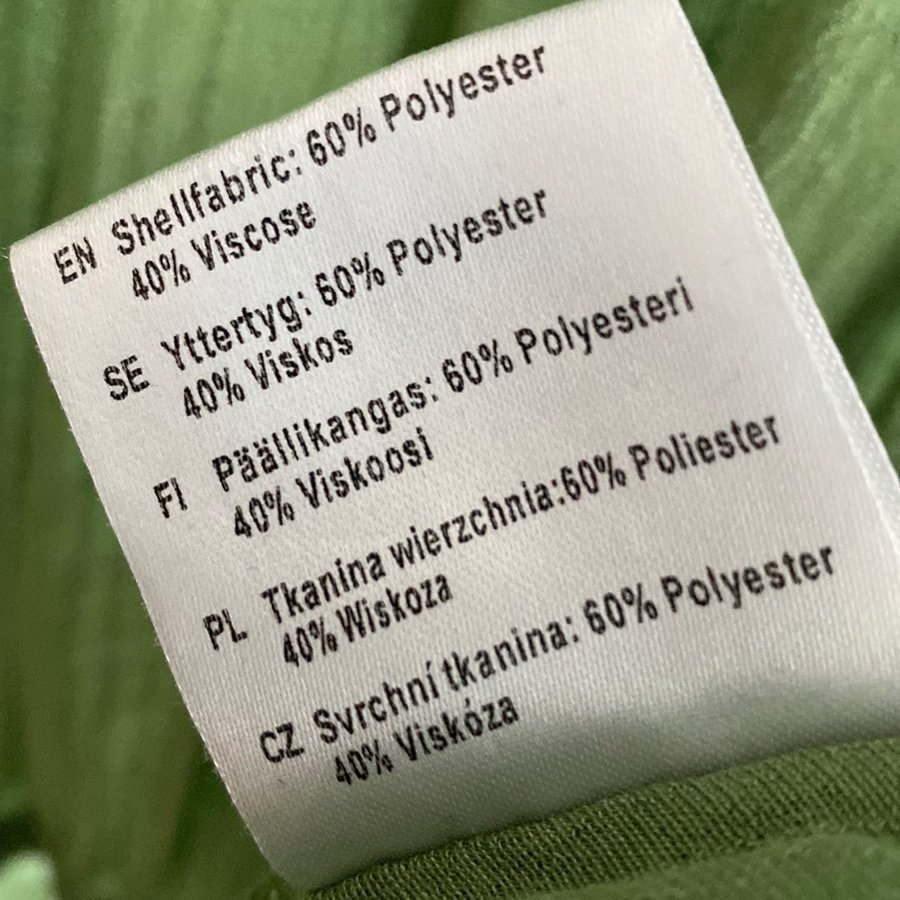 EN Shellfabric: 60% Polyester
40% Viscose
SE Yttertyg: 60% Polyester
40% Viskos
FI Päällikangas: 60% Polyesteri
40% Viskoosi
PL Tkanina wierzchnia:60% Poliester
40% Wiskoza
CZ Svrchní tkanina: 60% Polyester
40% Viskóza